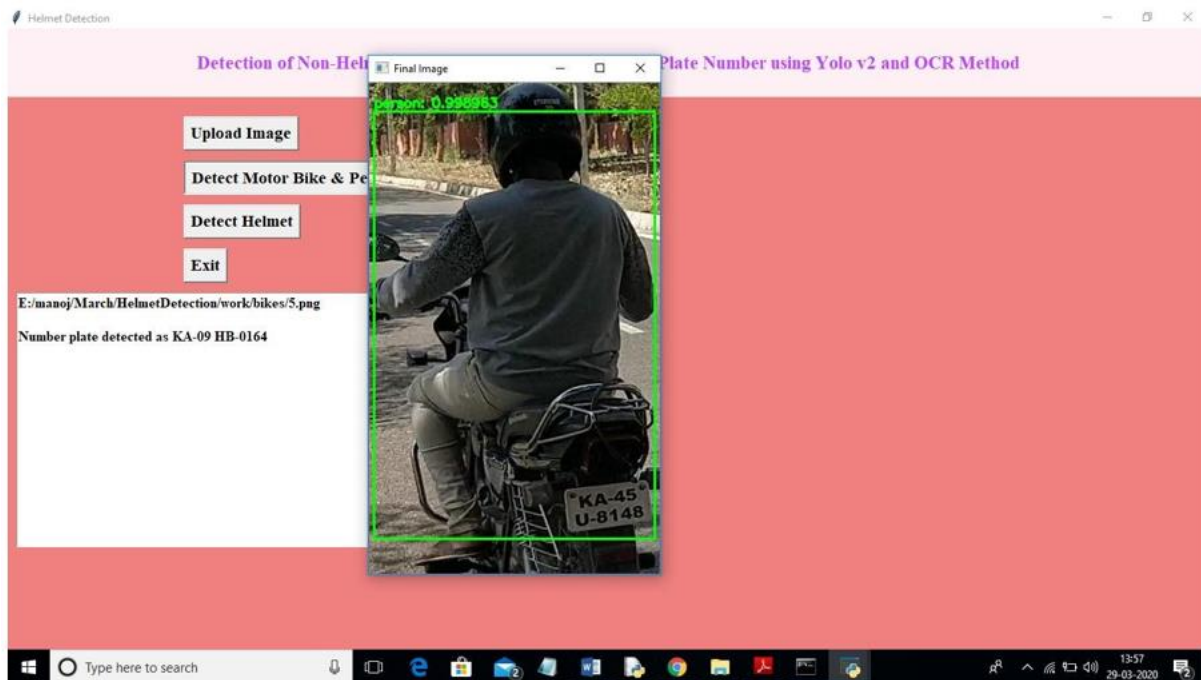 Helmet Detection
Detection of Non-Hel
Plate Number using Yolo v2 and OCR Method
Final Image
person: 0.998983
Upload Image
Detect Motor Bike & Pe
Detect Helmet
Exit
E:/manoj/March/HelmetDetection/work/bikes/5.png
Number plate detected as KA-09 HB-0164
KA-45
U-8148
Type here to search
13:57
29-03-2020